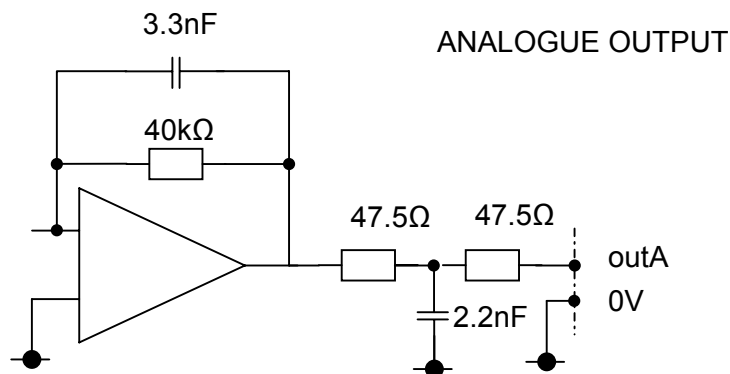 3.3nF
ANALOGUE OUTPUT
40kΩ
47.5Ω
47.5Ω
outA
0V
2.2nF